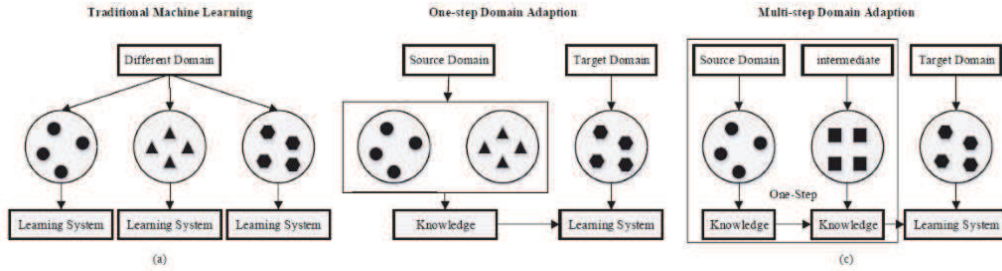 Traditional Machine Learning
One-step Domain Adaption
Multi-step Domain Adaption
Different Domain
Source Domain
Target Domain
Source Domain
intermediate
Target Domain
One-Step
Learning System
Learning System
Learning System
Knowledge
Learning System
Knowledge
Knowledge
Learning System
(a)
(c)